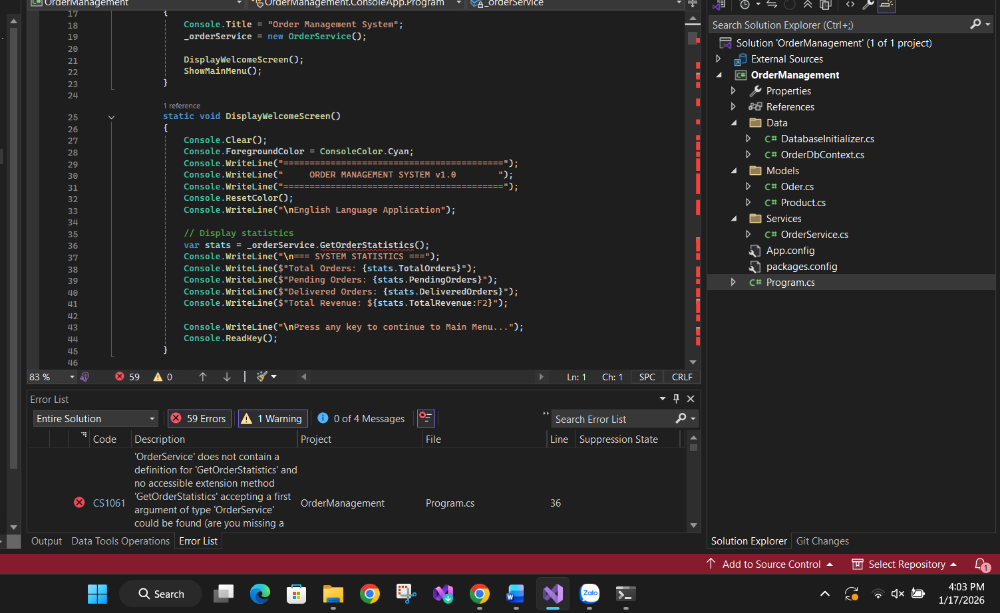 OrderManagement
OrderManagement.ConsoleApp.Program
_orderService
17 {
18 Console.Title = "Order Management System";
19 _orderService = new OrderService();
20
21 DisplayWelcomeScreen();
22 ShowMainMenu();
23 }
24
1 reference
25 static void DisplayWelcomeScreen()
26 {
27 Console.Clear();
28 Console.ForegroundColor = ConsoleColor.Cyan;
29 Console.WriteLine("==========================================");
30 Console.WriteLine("     ORDER MANAGEMENT SYSTEM v1.0        ");
31 Console.WriteLine("==========================================");
32 Console.ResetColor();
33 Console.WriteLine("\nEnglish Language Application");
34
35 // Display statistics
36 var stats = _orderService.GetOrderStatistics();
37 Console.WriteLine("\n=== SYSTEM STATISTICS ===");
38 Console.WriteLine($"Total Orders: {stats.TotalOrders}");
39 Console.WriteLine($"Pending Orders: {stats.PendingOrders}");
40 Console.WriteLine($"Delivered Orders: {stats.DeliveredOrders}");
41 Console.WriteLine($"Total Revenue: ${stats.TotalRevenue:F2}");
42
43 Console.WriteLine("\nPress any key to continue to Main Menu...");
44 Console.ReadKey();
45 }
46
83 % 59 0 Ln: 1 Ch: 1 SPC CRLF
Error List
Entire Solution 59 Errors 1 Warning 0 of 4 Messages Search Error List
Code Description Project File Line Suppression State
'OrderService' does not contain a
definition for 'GetOrderStatistics' and
no accessible extension method
'GetOrderStatistics' accepting a first
CS1061 argument of type 'OrderService' OrderManagement Program.cs 36
could be found (are you missing a
Output Data Tools Operations Error List
Search Solution Explorer (Ctrl+;)
Solution 'OrderManagement' (1 of 1 project)
External Sources
C# OrderManagement
Properties
References
Data
C# DatabaseInitializer.cs
C# OrderDbContext.cs
Models
C# Oder.cs
C# Product.cs
Services
C# OrderService.cs
App.config
packages.config
C# Program.cs
Solution Explorer Git Changes
Add to Source Control Select Repository 1
Search
Zalo
4:03 PM
1/17/2026